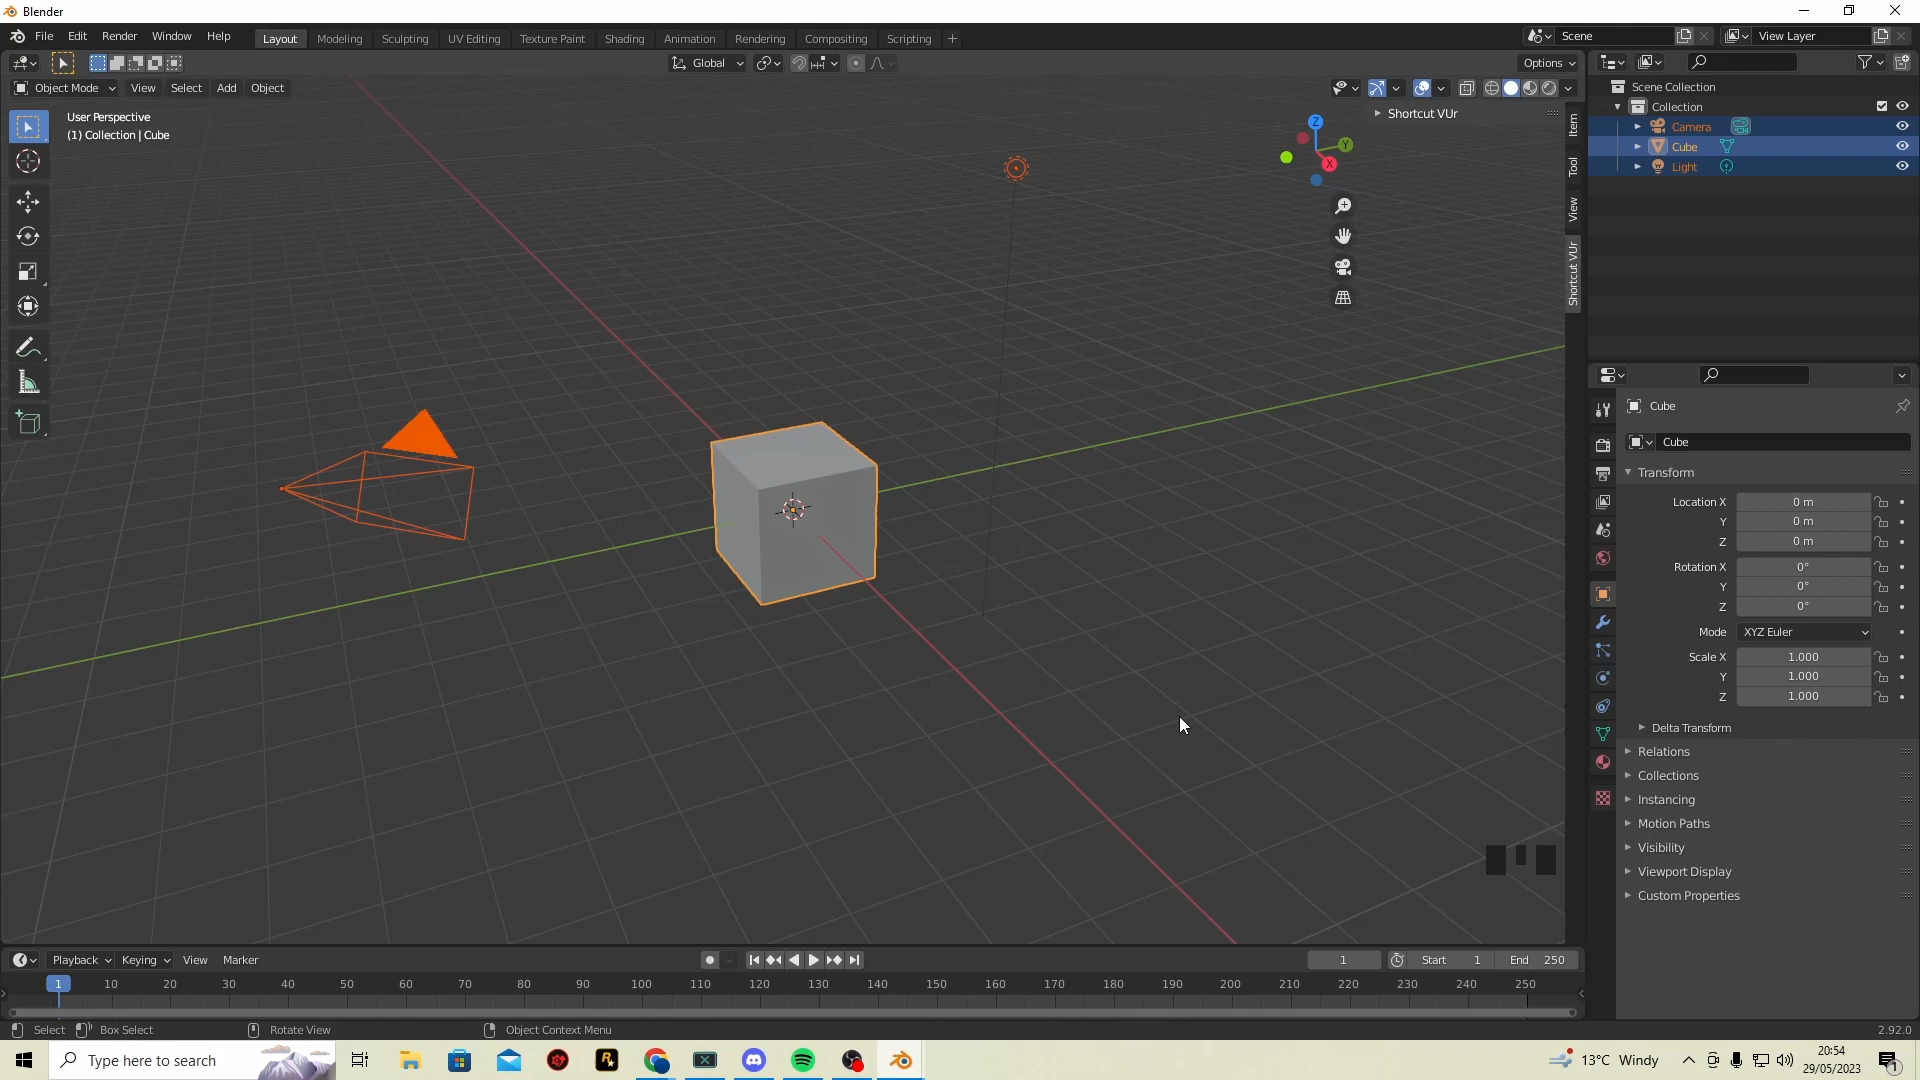 Blender
File Edit Render Window Help Layout Modeling Sculpting UV Editing Texture Paint Shading Animation Rendering Compositing Scripting + Scene View Layer
Global Options
Object Mode View Select Add Object
User Perspective
(1) Collection | Cube
Z
Y
X
Shortcut VUr
Item
Tool
View
Shortcut VUr
Scene Collection
Collection
Camera
Cube
Light
Cube
Cube
Transform
Location X 0 m
Y 0 m
Z 0 m
Rotation X 0°
Y 0°
Z 0°
Mode XYZ Euler
Scale X 1.000
Y 1.000
Z 1.000
Delta Transform
Relations
Collections
Instancing
Motion Paths
Visibility
Viewport Display
Custom Properties
Playback Keying View Marker 1 Start 1 End 250
1 10 20 30 40 50 60 70 80 90 100 110 120 130 140 150 160 170 180 190 200 210 220 230 240 250
Select Box Select Rotate View Object Context Menu 2.92.0
Type here to search 13°C Windy 20:54
29/05/2023 1